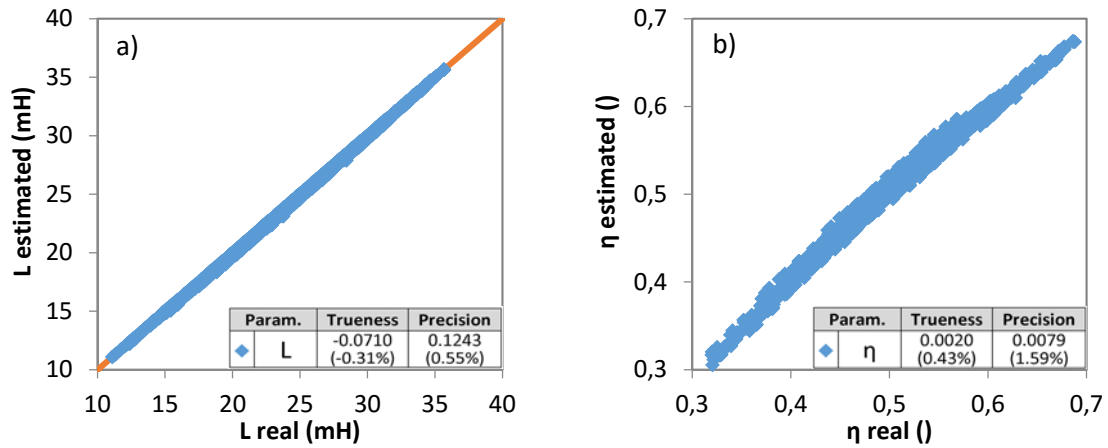 a)
L estimated (mH)
40
35
30
25
20
15
10
10 15 20 25 30 35 40
L real (mH)
Param. Trueness Precision
L -0.0710 0.1243
(-0.31%) (0.55%)
b)
η estimated ()
0,7
0,6
0,5
0,4
0,3
0,3 0,4 0,5 0,6 0,7
η real ()
Param. Trueness Precision
η 0.0020 0.0079
(0.43%) (1.59%)